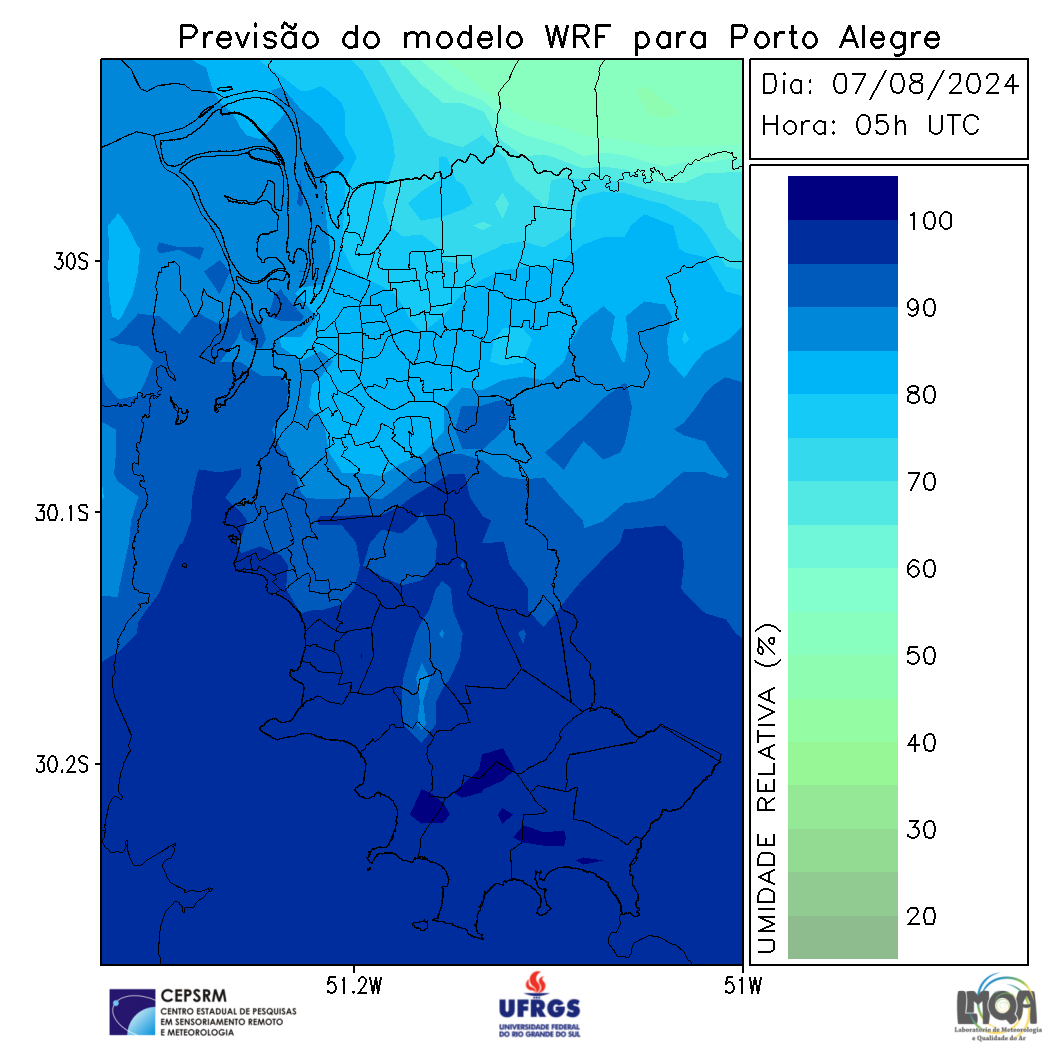 Previsão do modelo WRF para Porto Alegre
Dia: 07/08/2024
Hora: 05h UTC
30S
30.1S
30.2S
51.2W
51W
UMIDADE RELATIVA (%)
100
90
80
70
60
50
40
30
20
CEPSRM
CENTRO ESTADUAL DE PESQUISAS
EM SENSORIAMENTO REMOTO
E METEOROLOGIA
UFRGS
UNIVERSIDADE FEDERAL
DO RIO GRANDE DO SUL
LMQA
Laboratório de Meteorologia
e Qualidade do Ar